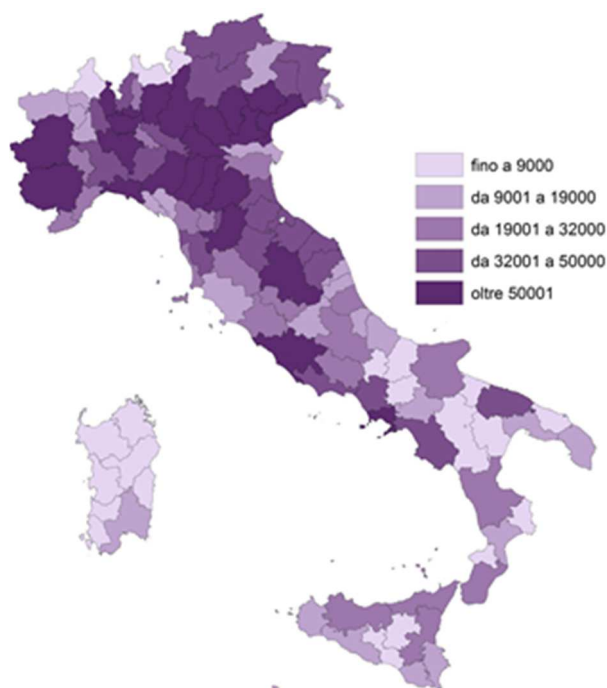 fino a 9000
da 9001 a 19000
da 19001 a 32000
da 32001 a 50000
oltre 50001